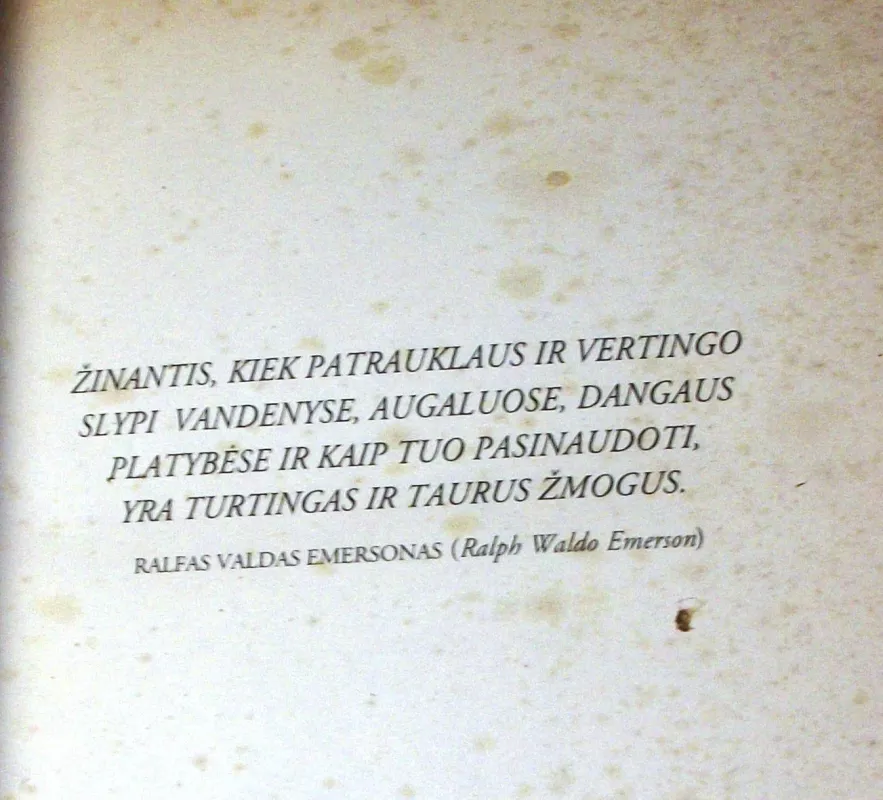 ŽINANTIS, KIEK PATRAUKLAUS IR VERTINGO
SLYPI VANDENYSE, AUGALUOSE, DANGAUS
PLATYBĖSE IR KAIP TUO PASINAUDOTI,
YRA TURTINGAS IR TAURUS ŽMOGUS.
RALFAS VALDAS EMERSONAS (Ralph Waldo Emerson)